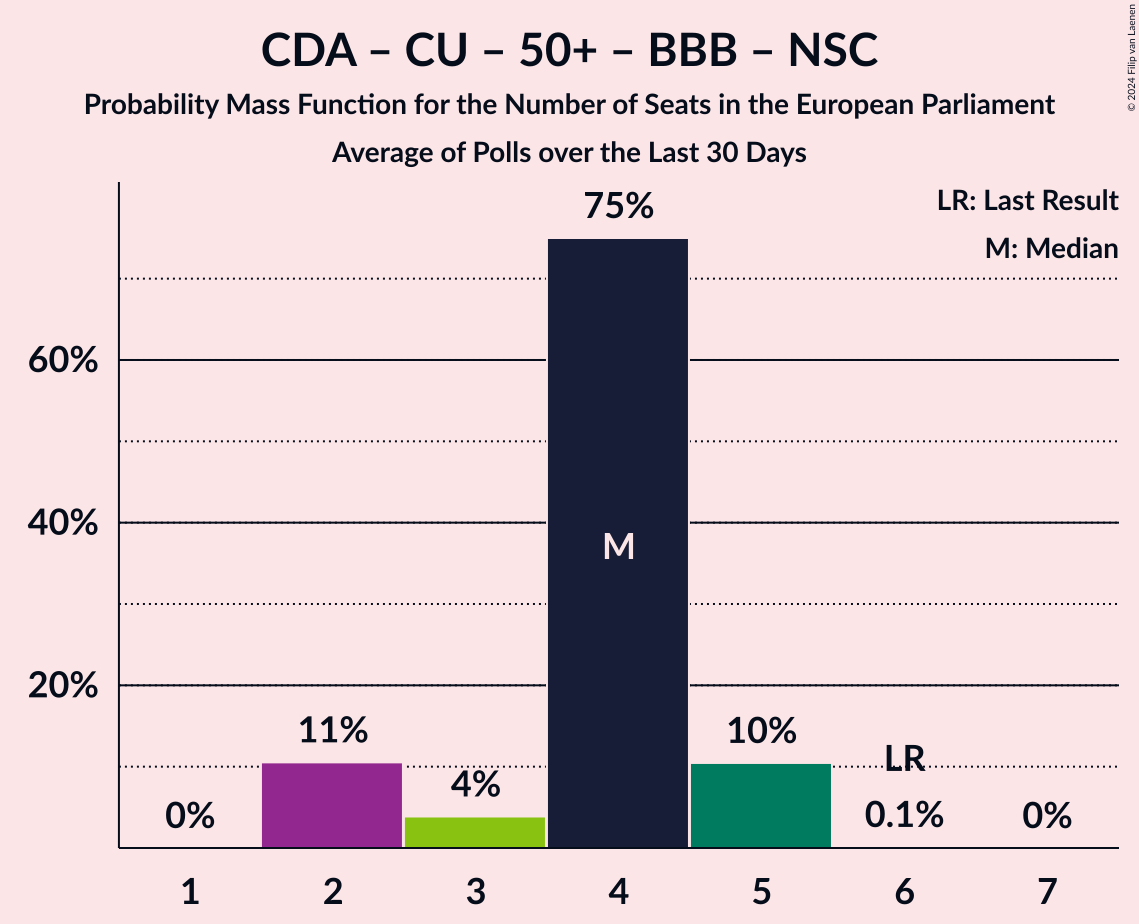 CDA – CU – 50+ – BBB – NSC
Probability Mass Function for the Number of Seats in the European Parliament
Average of Polls over the Last 30 Days
© 2024 Filip van Laenen
LR: Last Result
M: Median
75%
60%
40%
M
20%
11%
10%
LR
4%
0%
0.1%
0%
1 2 3 4 5 6 7